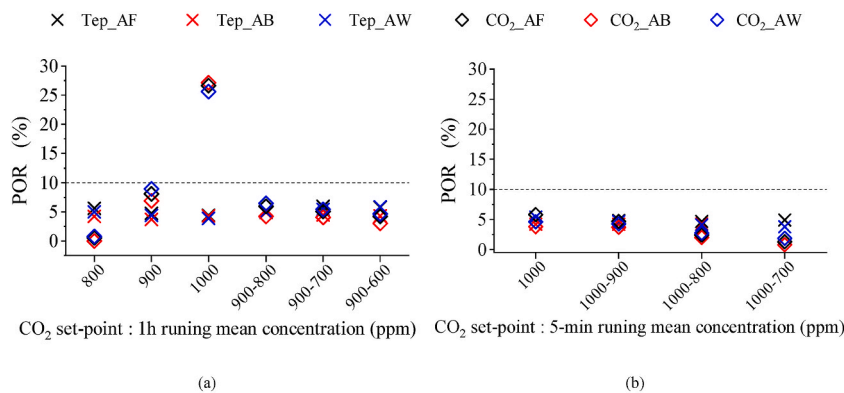 Tep_AF Tep_AB Tep_AW CO₂_AF CO₂_AB CO₂_AW
30
25
20
15
10
5
0
POR (%)
800 900 1000 900-800 900-700 900-600
CO₂ set-point : 1h runing mean concentration (ppm)
(a)
30
25
20
15
10
5
0
POR (%)
1000 1000-900 1000-800 1000-700
CO₂ set-point : 5-min runing mean concentration (ppm)
(b)